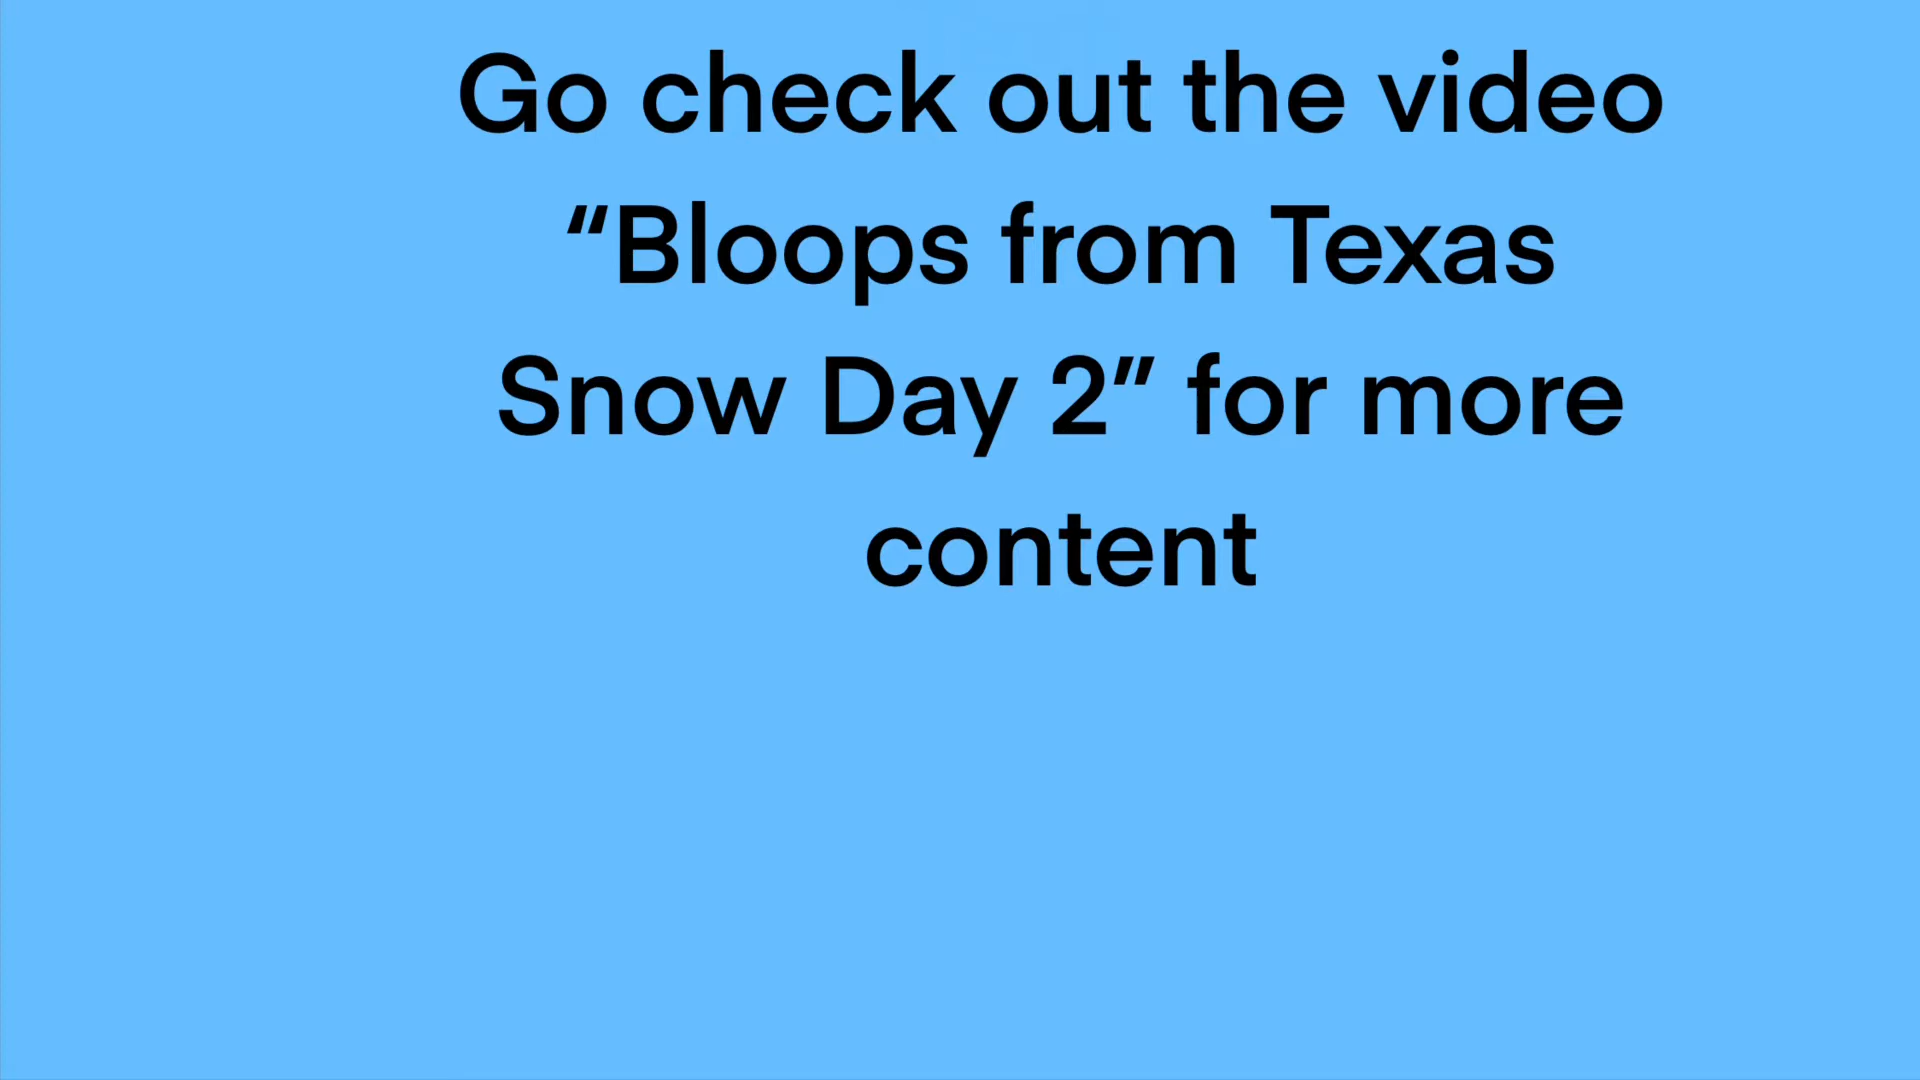 Go check out the video
“Bloops from Texas
Snow Day 2” for more
content